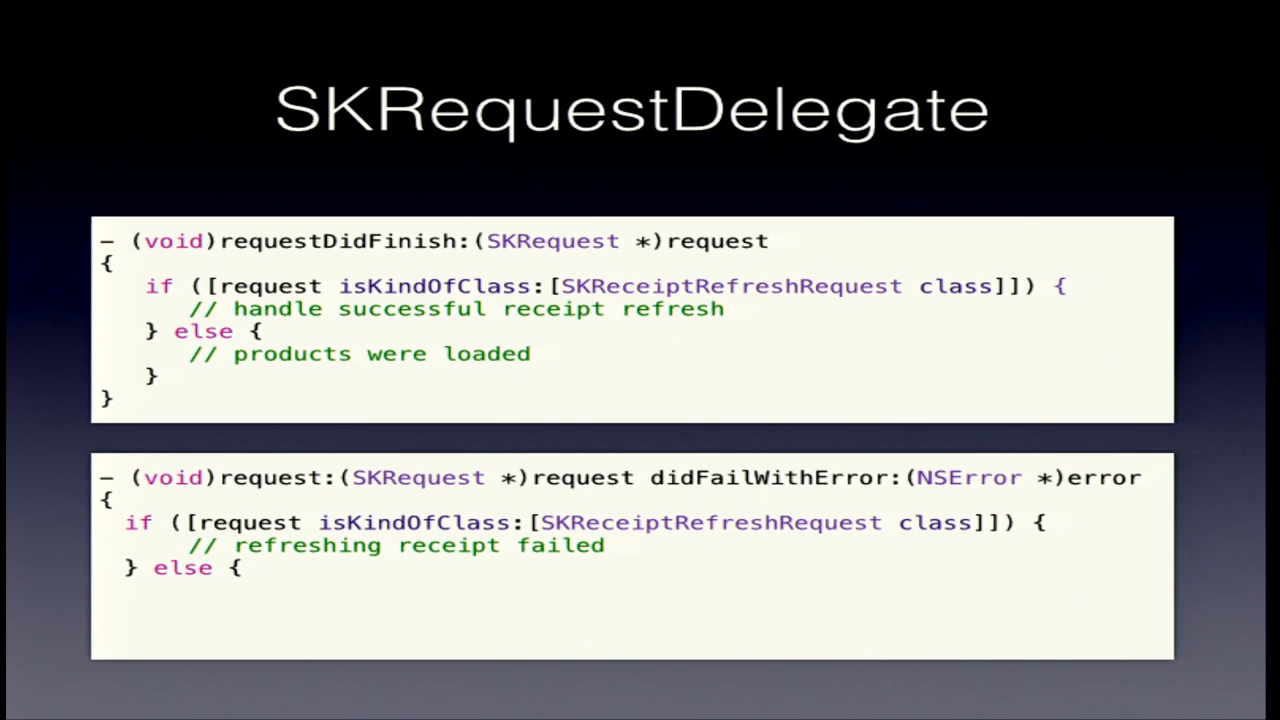 SKRequestDelegate
– (void)requestDidFinish:(SKRequest *)request
{
if ([request isKindOfClass:[SKReceiptRefreshRequest class]]) {
// handle successful receipt refresh
} else {
// products were loaded
}
}
– (void)request:(SKRequest *)request didFailWithError:(NSError *)error
{
if ([request isKindOfClass:[SKReceiptRefreshRequest class]]) {
// refreshing receipt failed
} else {